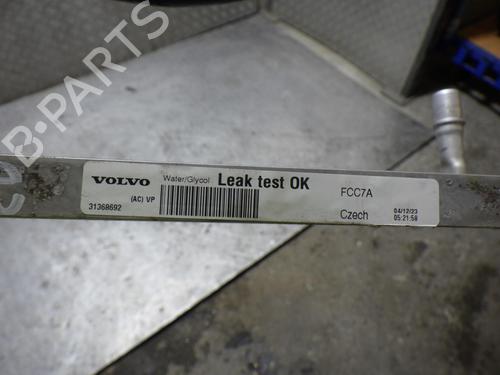 B-PARTS
VOLVO
Water/Glycol Leak test OK
FCC7A
31368692
(AC) VP
Czech
04/12/23
05:21:58